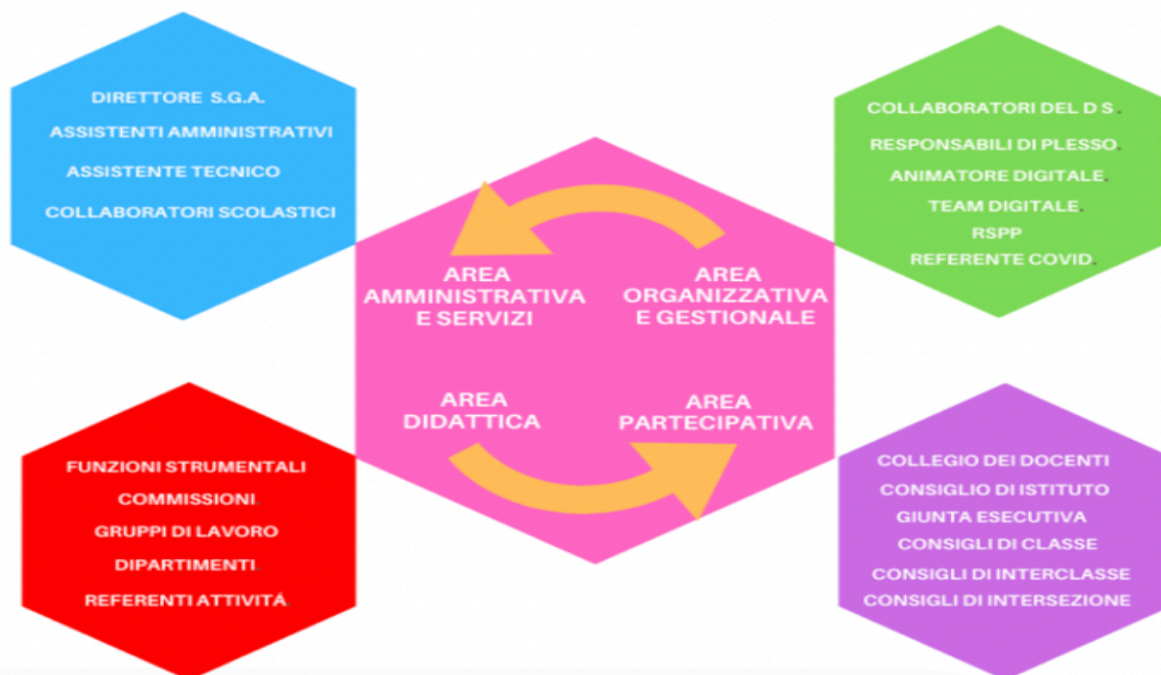 DIRETTORE S.G.A.
ASSISTENTI AMMINISTRATIVI
ASSISTENTE TECNICO
COLLABORATORI SCOLASTICI
COLLABORATORI DEL D S.
RESPONSABILI DI PLESSO.
ANIMATORE DIGITALE.
TEAM DIGITALE.
RSPP
REFERENTE COVID.
AREA
AMMINISTRATIVA
E SERVIZI
AREA
ORGANIZZATIVA
E GESTIONALE
AREA
DIDATTICA
AREA
PARTECIPATIVA
FUNZIONI STRUMENTALI
COMMISSIONI.
GRUPPI DI LAVORO
DIPARTIMENTI.
REFERENTI ATTIVITÁ.
COLLEGIO DEI DOCENTI
CONSIGLIO DI ISTITUTO
GIUNTA ESECUTIVA
CONSIGLI DI CLASSE
CONSIGLI DI INTERCLASSE
CONSIGLI DI INTERSEZIONE